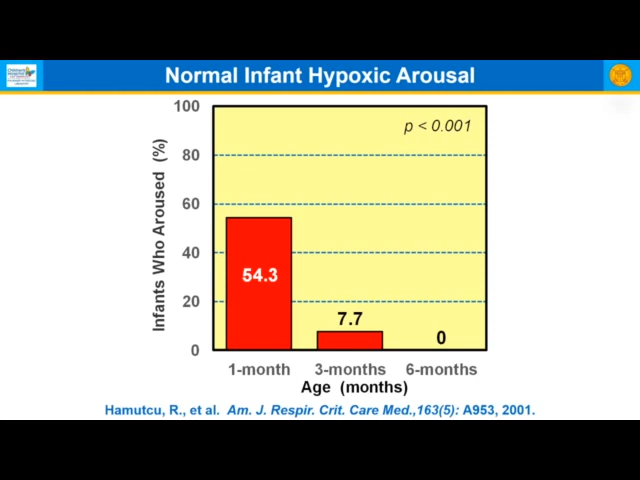 Normal Infant Hypoxic Arousal
100
p < 0.001
80
60
40
20
0
Infants Who Aroused (%)
54.3
7.7
0
1-month 3-months 6-months
Age (months)
Hamutcu, R., et al. Am. J. Respir. Crit. Care Med.,163(5): A953, 2001.